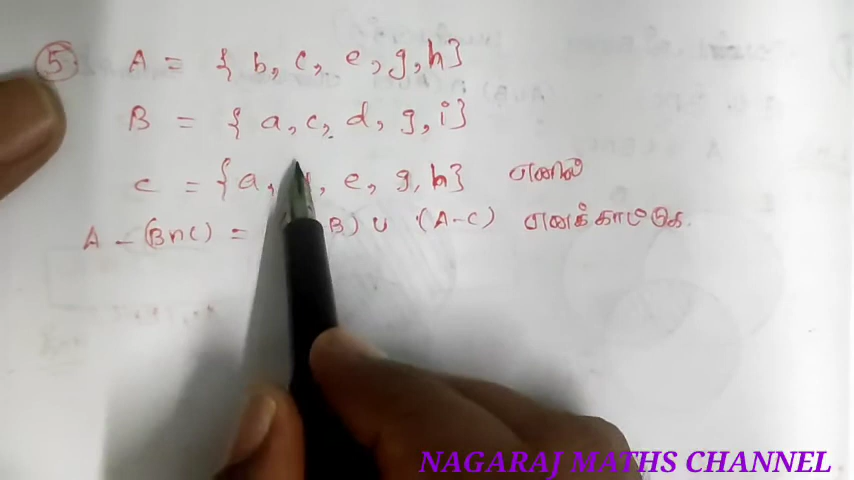 5 A = { b, c, e, g, h}
B = { a, c, d, g, i}
C = { a, , e, g, h} எனில்
A - (B∩C) = B) ∪ (A-C) எனக்காட்டுக.
NAGARAJ MATHS CHANNEL